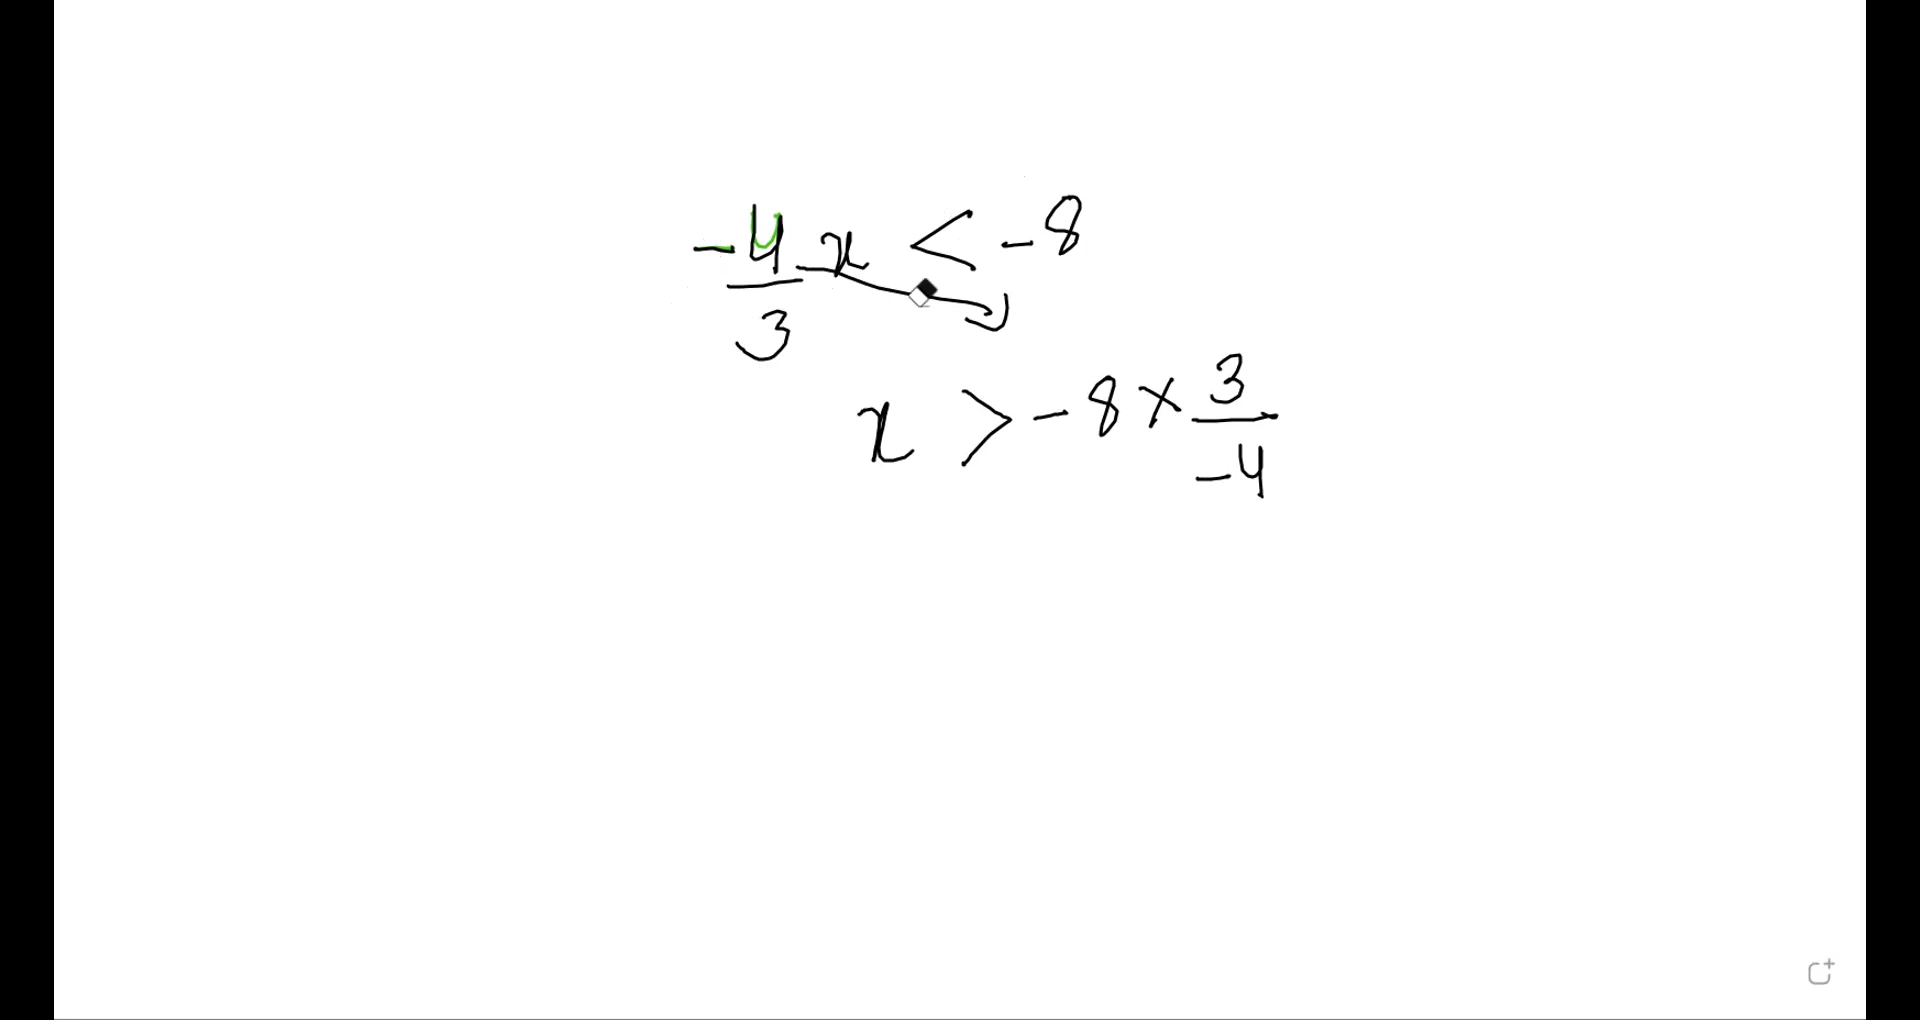 -4/3 x < -8
x > -8 × 3/-4